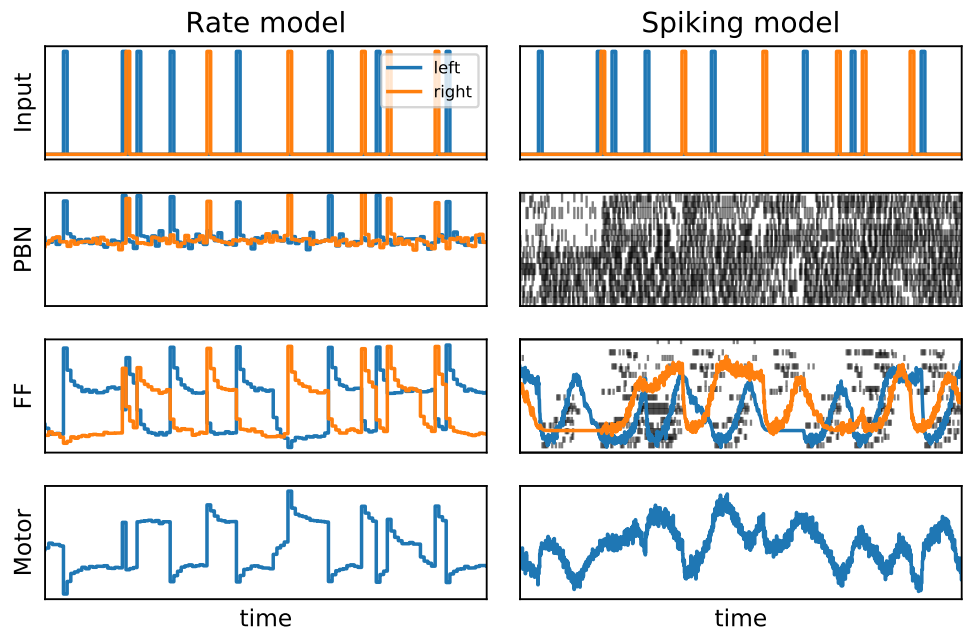 Rate model
Spiking model
Input
left
right
PBN
FF
Motor
time
time